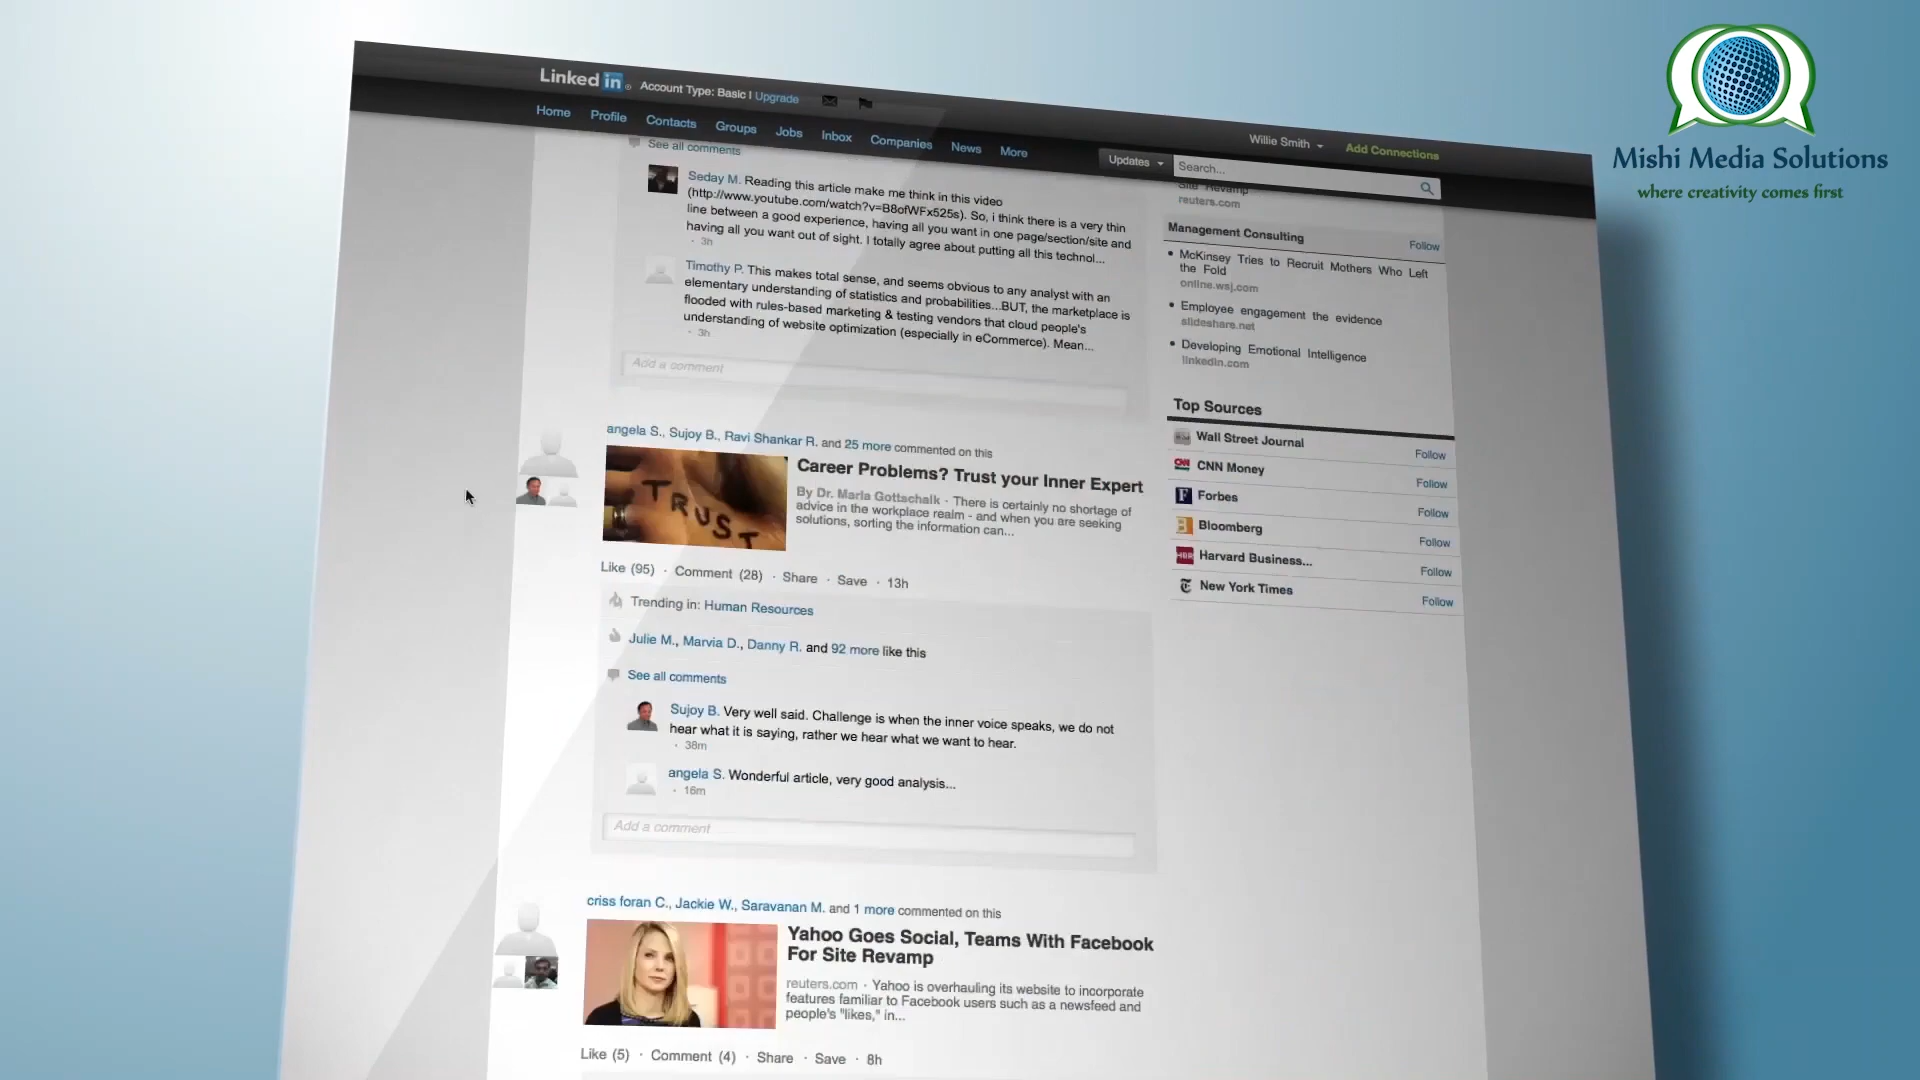 Linked in
Account Type: Basic | Upgrade
Home Profile Contacts Groups Jobs Inbox Companies News More
Willie Smith
Add Connections
Updates
Search...
Mishi Media Solutions
where creativity comes first
See all comments
Seday M. Reading this article make me think in this video
(http://www.youtube.com/watch?v=B8ofWFx525s). So, i think there is a very thin
line between a good experience, having all you want in one page/section/site and
having all you want out of sight. I totally agree about putting all this technol...
· 3h
Timothy P. This makes total sense, and seems obvious to any analyst with an
elementary understanding of statistics and probabilities...BUT, the marketplace is
flooded with rules-based marketing & testing vendors that cloud people's
understanding of website optimization (especially in eCommerce). Mean...
· 3h
Add a comment
angela S., Sujoy B., Ravi Shankar R. and 25 more commented on this
TRUST
Career Problems? Trust your Inner Expert
By Dr. Marla Gottschalk · There is certainly no shortage of
advice in the workplace realm - and when you are seeking
solutions, sorting the information can...
Like (95) · Comment (28) · Share · Save · 13h
Trending in: Human Resources
Julie M., Marvia D., Danny R. and 92 more like this
See all comments
Sujoy B. Very well said. Challenge is when the inner voice speaks, we do not
hear what it is saying, rather we hear what we want to hear.
· 38m
angela S. Wonderful article, very good analysis...
· 16m
Add a comment
criss foran C., Jackie W., Saravanan M. and 1 more commented on this
Yahoo Goes Social, Teams With Facebook
For Site Revamp
reuters.com · Yahoo is overhauling its website to incorporate
features familiar to Facebook users such as a newsfeed and
people's "likes," in...
Like (5) · Comment (4) · Share · Save · 8h
Site Revamp
reuters.com
Management Consulting
Follow
• McKinsey Tries to Recruit Mothers Who Left
the Fold
online.wsj.com
• Employee engagement the evidence
slideshare.net
• Developing Emotional Intelligence
linkedin.com
Top Sources
Wall Street Journal Follow
CNN CNN Money Follow
F Forbes Follow
B Bloomberg Follow
HBR Harvard Business... Follow
T New York Times Follow